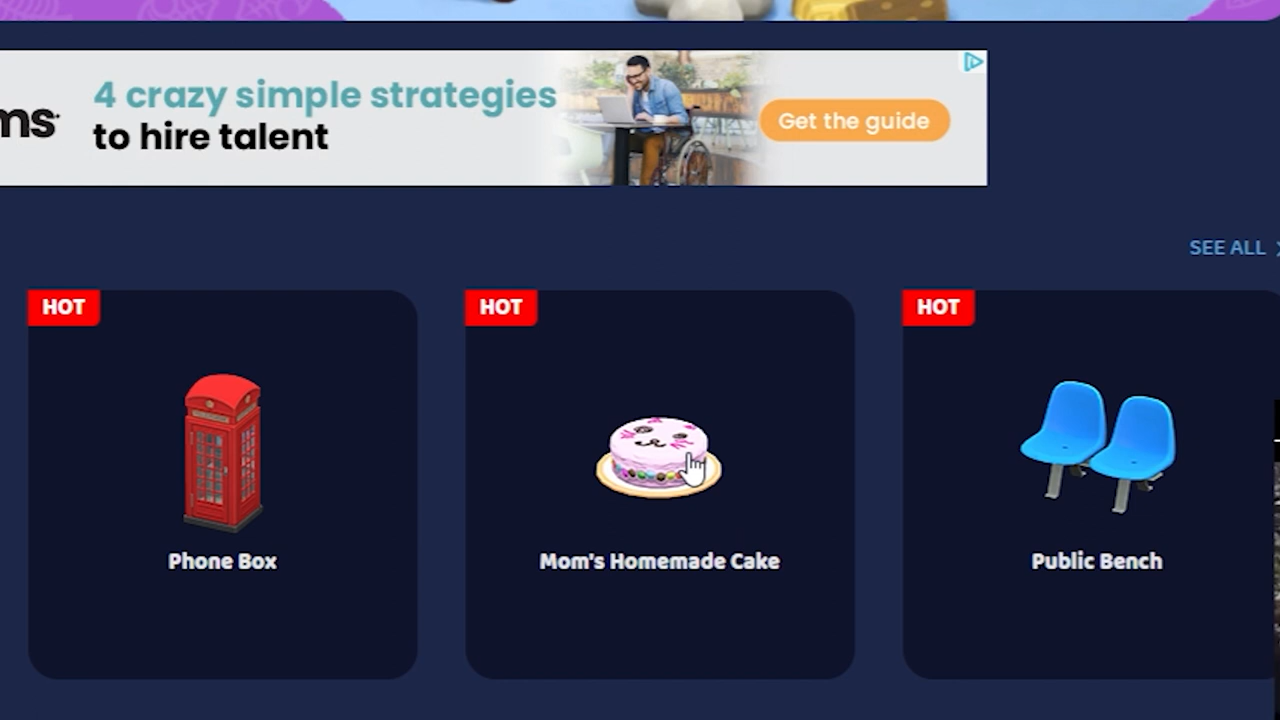 ms
4 crazy simple strategies
to hire talent
Get the guide
SEE ALL
HOT
HOT
HOT
Phone Box
Mom's Homemade Cake
Public Bench